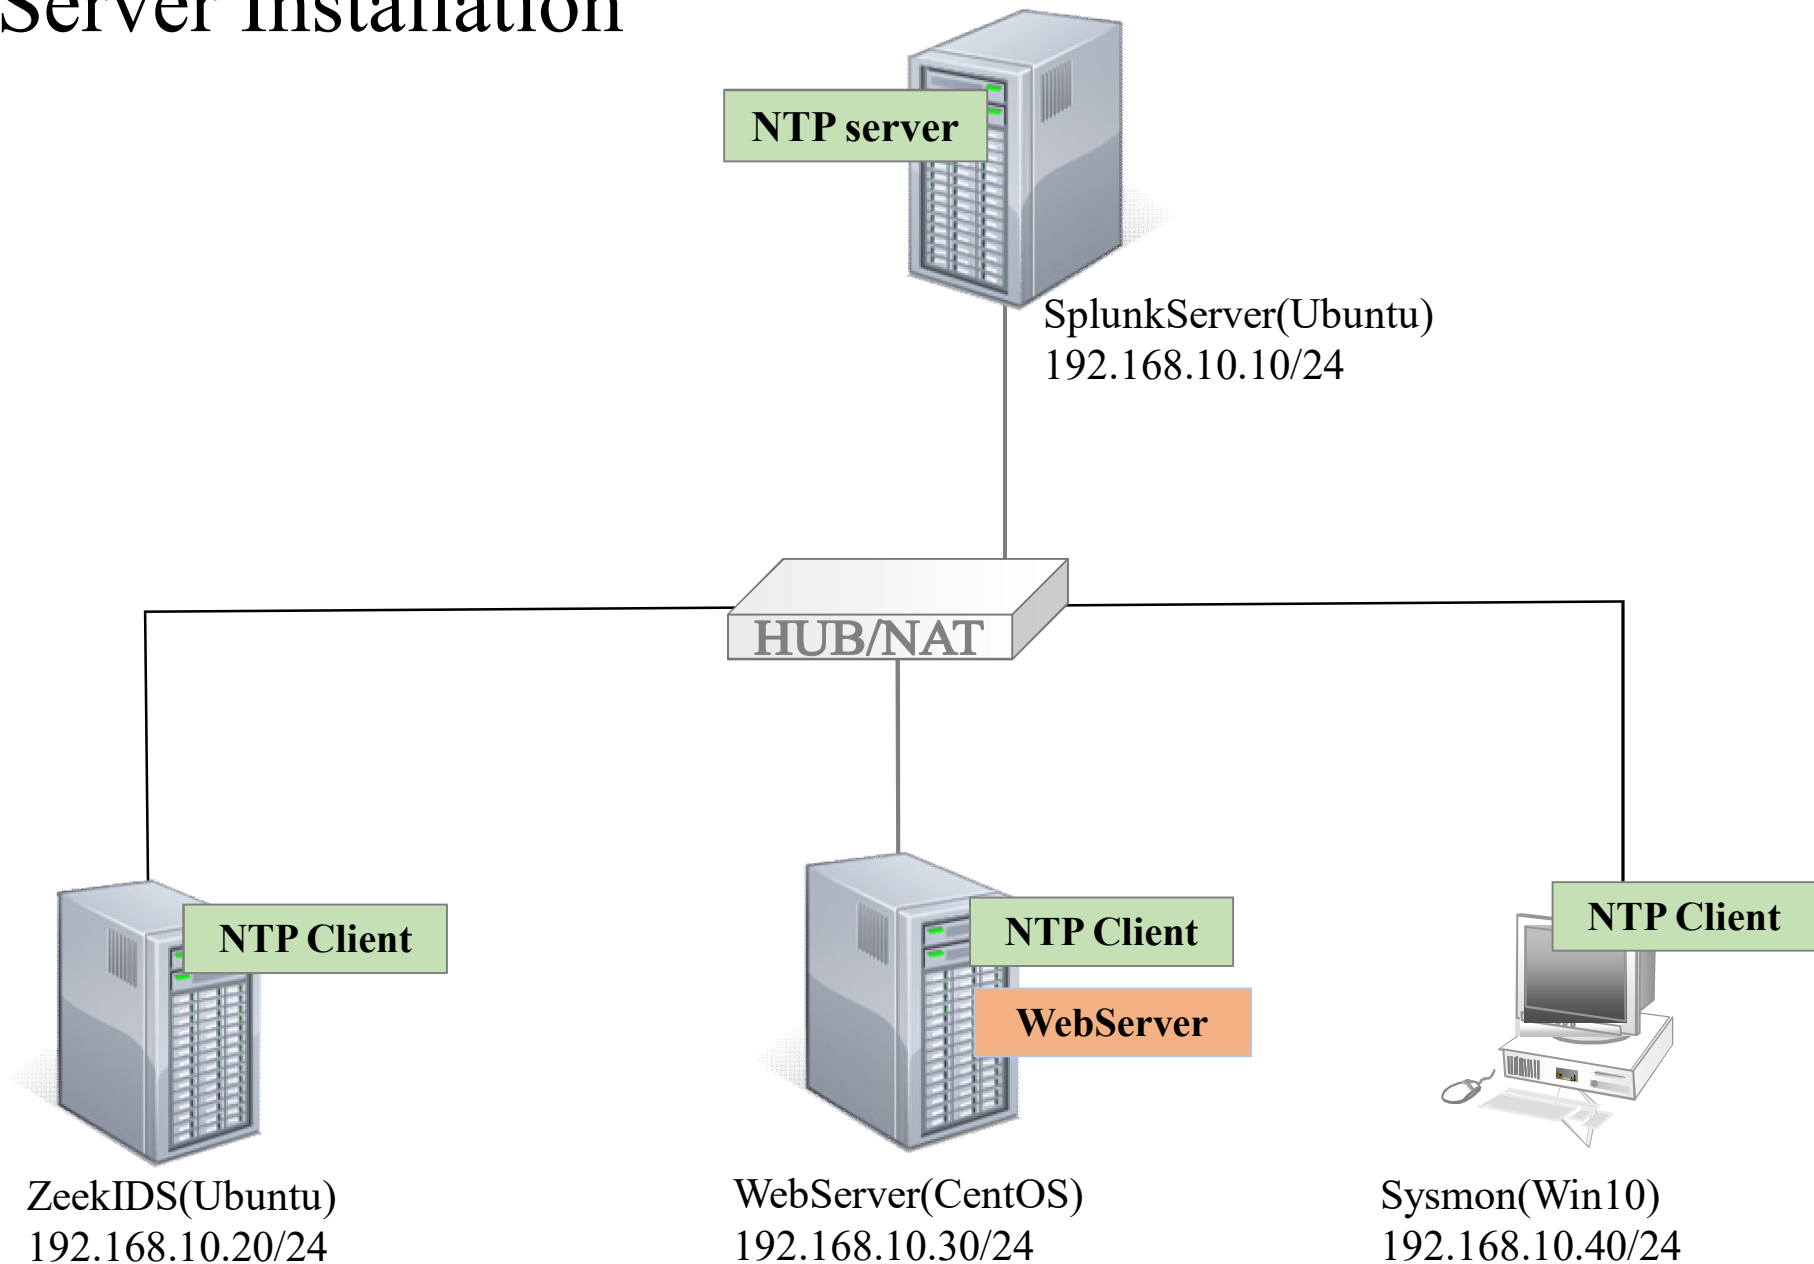 Server Installation
NTP server
SplunkServer(Ubuntu)
192.168.10.10/24
HUB/NAT
NTP Client
NTP Client
WebServer
NTP Client
ZeekIDS(Ubuntu)
192.168.10.20/24
WebServer(CentOS)
192.168.10.30/24
Sysmon(Win10)
192.168.10.40/24